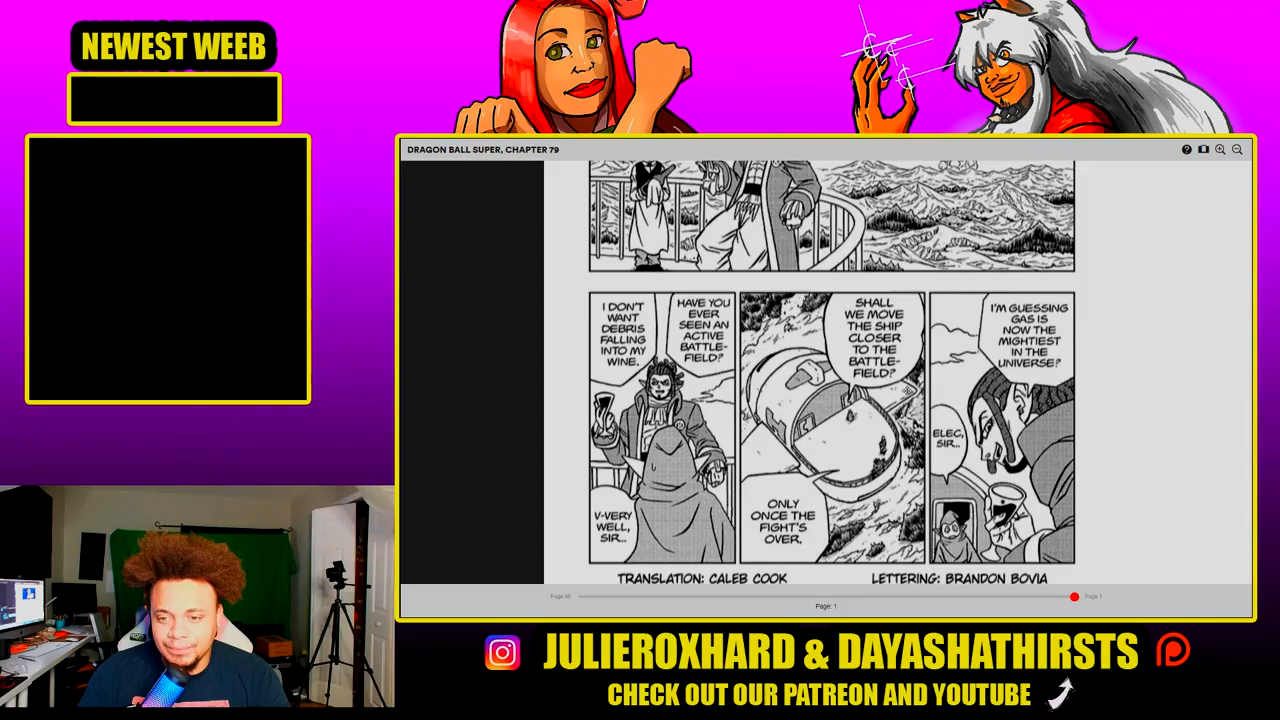 NEWEST WEEB
DRAGON BALL SUPER, CHAPTER 79
I'M GUESSING
GAS IS
NOW THE
MIGHTIEST
IN THE
UNIVERSE?
ELEC,
SIR...
SHALL
WE MOVE
THE SHIP
CLOSER
TO THE
BATTLE-
FIELD?
ONLY
ONCE THE
FIGHT'S
OVER.
HAVE YOU
EVER
SEEN AN
ACTIVE
BATTLE-
FIELD?
I DON'T
WANT
DEBRIS
FALLING
INTO MY
WINE.
V-VERY
WELL,
SIR...
TRANSLATION: CALEB COOK
LETTERING: BRANDON BOVIA
Page 1
Page: 1
JULIEROXHARD & DAYASHATHIRSTS
CHECK OUT OUR PATREON AND YOUTUBE